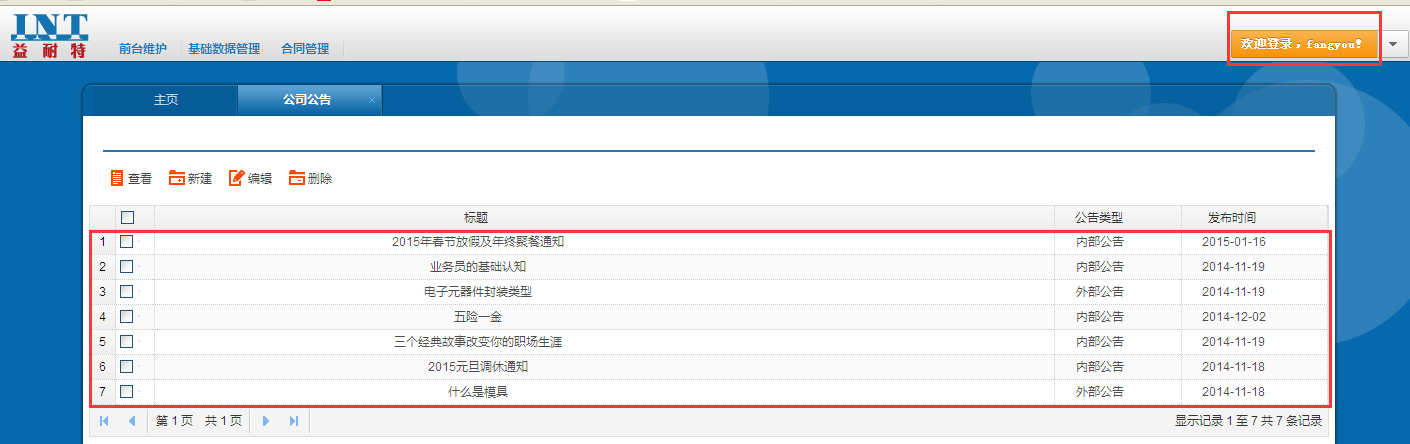 INT
益耐特
前台维护 基础数据管理 合同管理
欢迎登录，fangyou!
主页 公司公告 ×
查看 新建 编辑 删除
标题 公告类型 发布时间
1 2015年春节放假及年终聚餐通知 内部公告 2015-01-16
2 业务员的基础认知 内部公告 2014-11-19
3 电子元器件封装类型 外部公告 2014-11-19
4 五险一金 内部公告 2014-12-02
5 三个经典故事改变你的职场生涯 内部公告 2014-11-19
6 2015元旦调休通知 内部公告 2014-11-18
7 什么是模具 外部公告 2014-11-18
第 1 页 共 1 页 显示记录 1 至 7 共 7 条记录